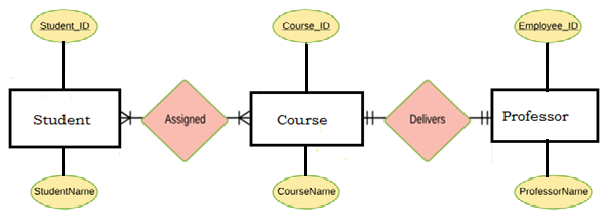 Student_ID
Course_ID
Employee_ID
Student
Assigned
Course
Delivers
Professor
StudentName
CourseName
ProfessorName